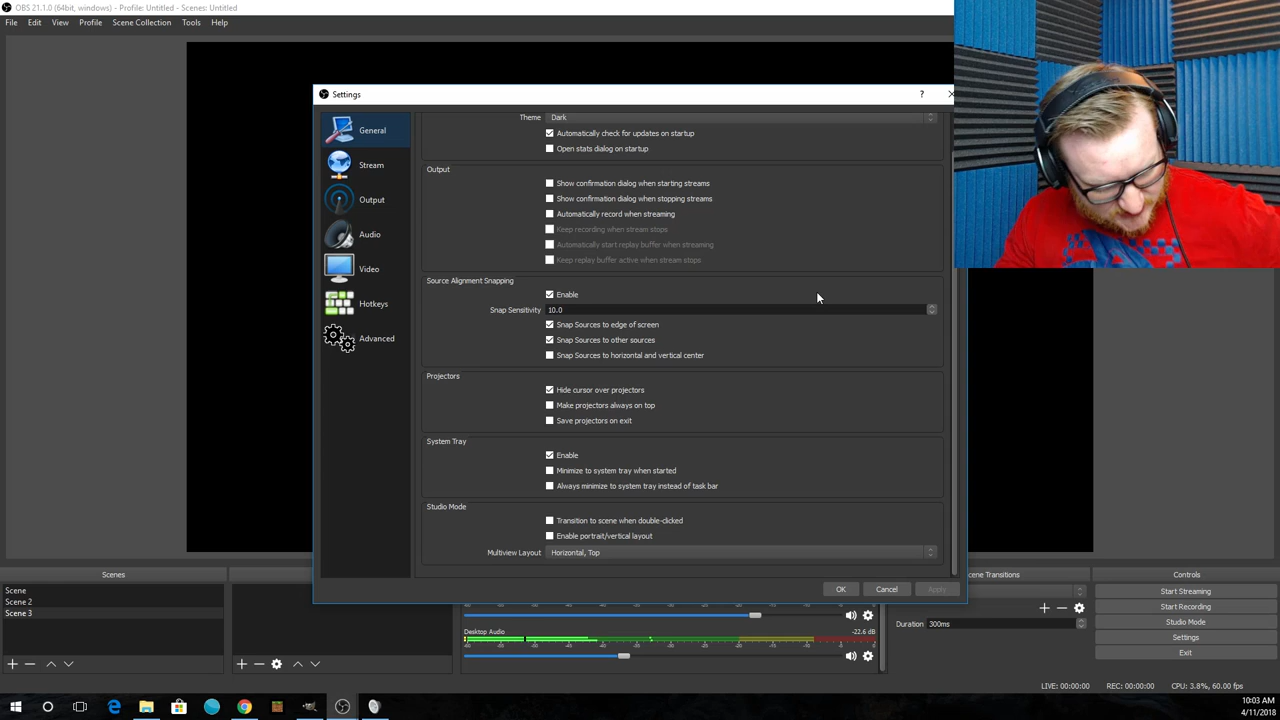 OBS 21.1.0 (64bit, windows) - Profile: Untitled - Scenes: Untitled
File Edit View Profile Scene Collection Tools Help
Settings ?
General
Stream
Output
Audio
Video
Hotkeys
Advanced
Theme Dark
Automatically check for updates on startup
Open stats dialog on startup
Output
Show confirmation dialog when starting streams
Show confirmation dialog when stopping streams
Automatically record when streaming
Keep recording when stream stops
Automatically start replay buffer when streaming
Keep replay buffer active when stream stops
Source Alignment Snapping
Enable
Snap Sensitivity 10.0
Snap Sources to edge of screen
Snap Sources to other sources
Snap Sources to horizontal and vertical center
Projectors
Hide cursor over projectors
Make projectors always on top
Save projectors on exit
System Tray
Enable
Minimize to system tray when started
Always minimize to system tray instead of task bar
Studio Mode
Transition to scene when double-clicked
Enable portrait/vertical layout
Multiview Layout Horizontal, Top
OK Cancel Apply
Scenes
Scene
Scene 2
Scene 3
Desktop Audio -22.6 dB
cene Transitions
Duration 300ms
Controls
Start Streaming
Start Recording
Studio Mode
Settings
Exit
LIVE: 00:00:00 REC: 00:00:00 CPU: 3.8%, 60.00 fps
10:03 AM
4/11/2018